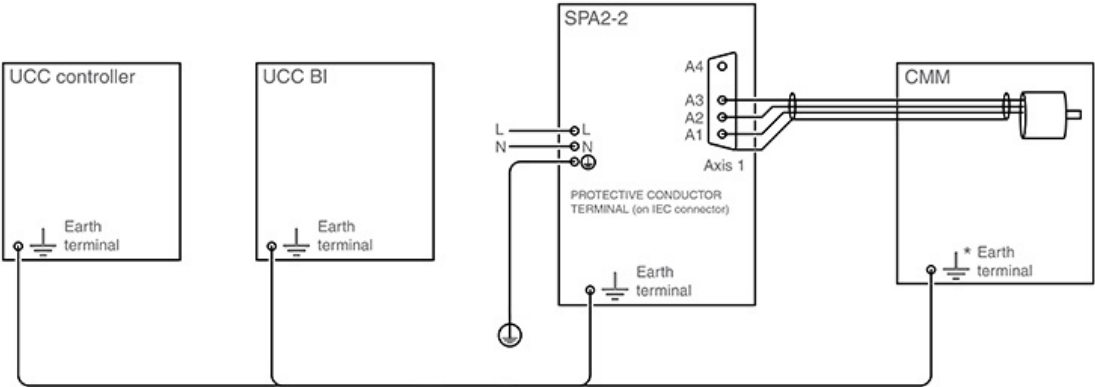 SPA2-2
UCC controller
UCC BI
CMM
A4
A3
A2
A1
Axis 1
L
L
N
N
PROTECTIVE CONDUCTOR
TERMINAL (on IEC connector)
Earth
terminal
Earth
terminal
Earth
terminal
* Earth
terminal